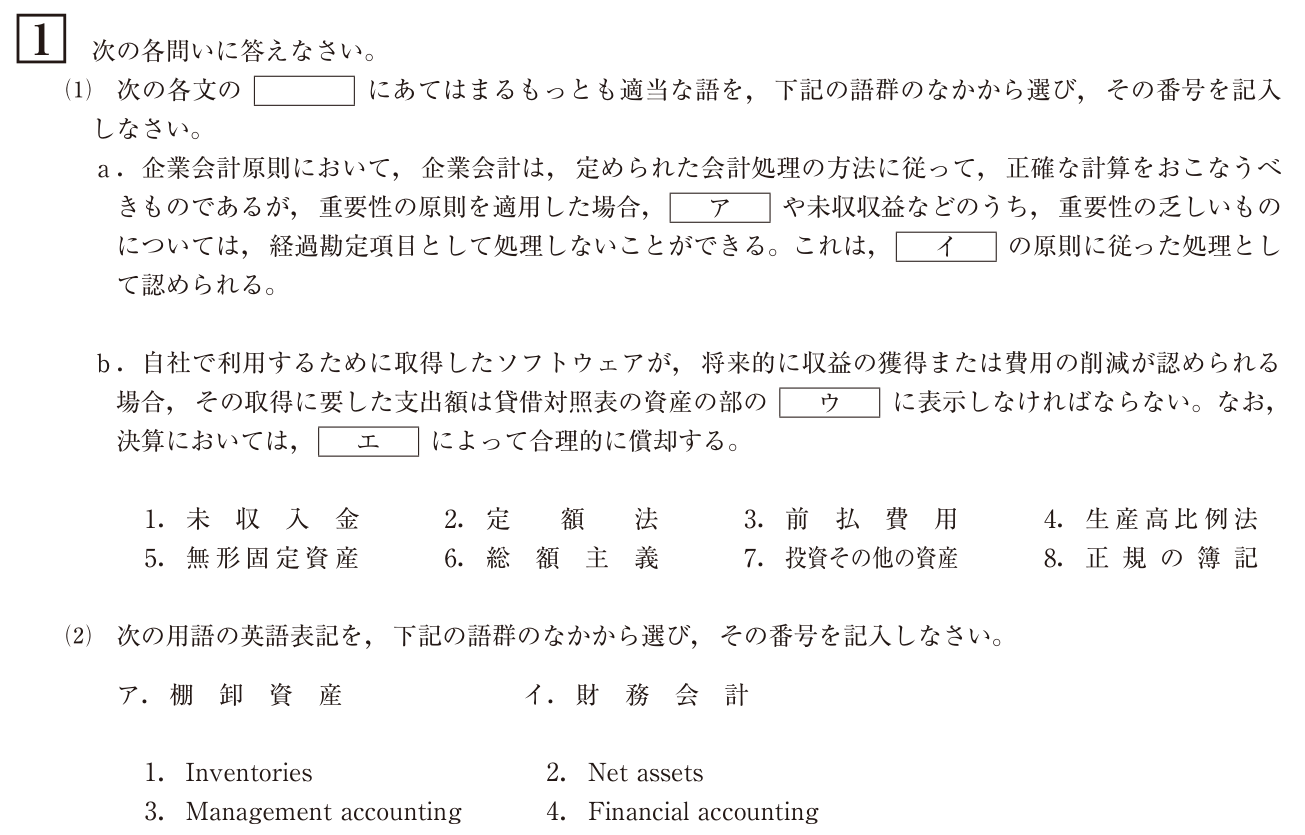 1 次の各問いに答えなさい。
⑴ 次の各文の にあてはまるもっとも適当な語を, 下記の語群のなかから選び, その番号を記入
しなさい。
a. 企業会計原則において, 企業会計は, 定められた会計処理の方法に従って, 正確な計算をおこなうべ
きものであるが, 重要性の原則を適用した場合, ア や未収収益などのうち, 重要性の乏しいもの
については, 経過勘定項目として処理しないことができる。これは, イ の原則に従った処理とし
て認められる。
b. 自社で利用するために取得したソフトウェアが, 将来的に収益の獲得または費用の削減が認められる
場合, その取得に要した支出額は貸借対照表の資産の部の ウ に表示しなければならない。なお,
決算においては, エ によって合理的に償却する。
1. 未収入金 2. 定額法 3. 前払費用 4. 生産高比例法
5. 無形固定資産 6. 総額主義 7. 投資その他の資産 8. 正規の簿記
⑵ 次の用語の英語表記を, 下記の語群のなかから選び, その番号を記入しなさい。
ア. 棚卸資産 イ. 財務会計
1. Inventories 2. Net assets
3. Management accounting 4. Financial accounting